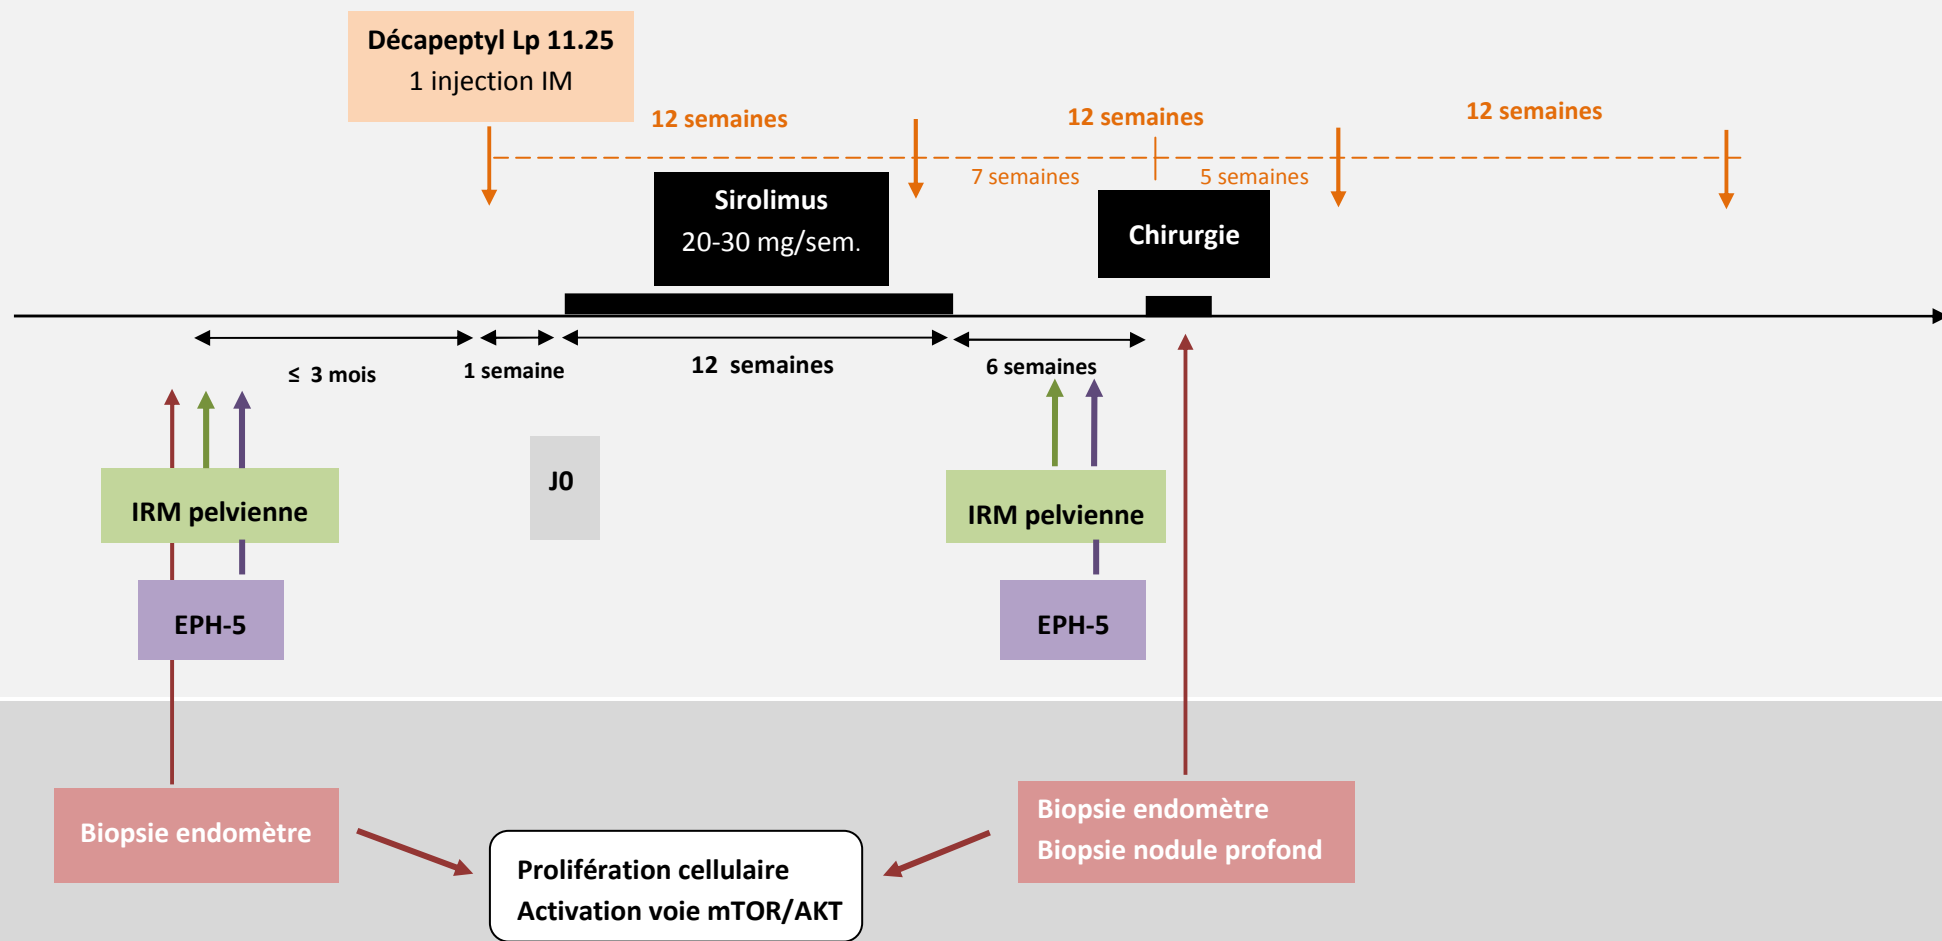 Décapeptyl Lp 11.25
1 injection IM
12 semaines
12 semaines
12 semaines
7 semaines
5 semaines
Sirolimus
20-30 mg/sem.
Chirurgie
≤ 3 mois
1 semaine
12 semaines
6 semaines
J0
IRM pelvienne
IRM pelvienne
EPH-5
EPH-5
Biopsie endomètre
Biopsie endomètre
Biopsie nodule profond
Prolifération cellulaire
Activation voie mTOR/AKT